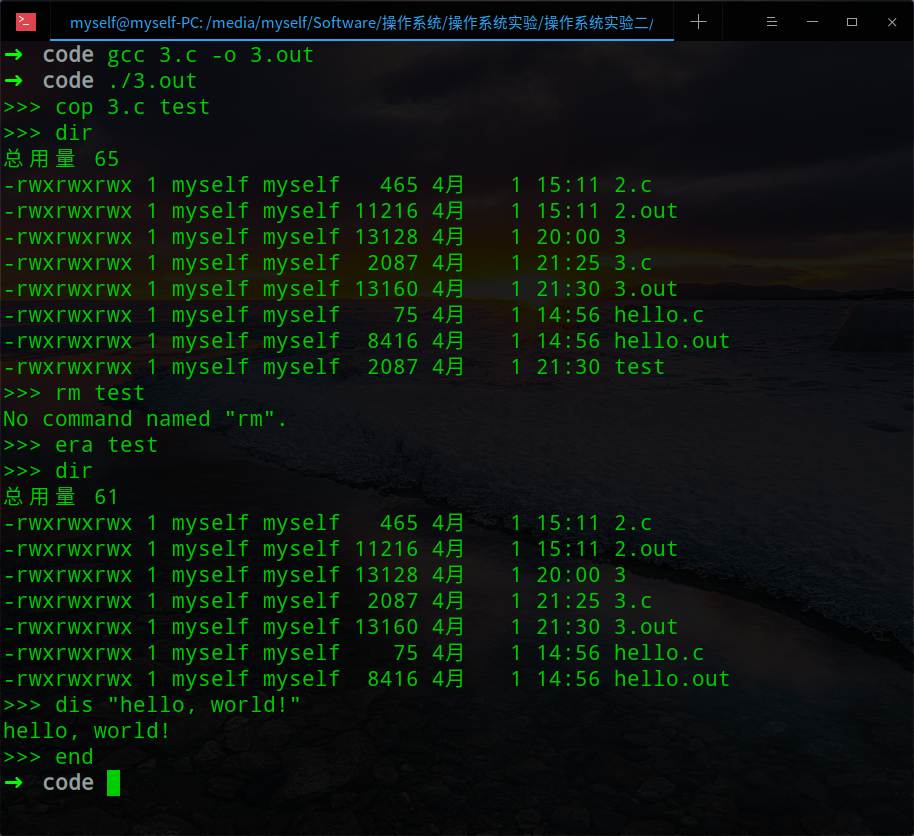 myself@myself-PC: /media/myself/Software/操作系统/操作系统实验/操作系统实验二/
➜ code gcc 3.c -o 3.out
➜ code ./3.out
>>> cop 3.c test
>>> dir
总用量 65
-rwxrwxrwx 1 myself myself   465 4月    1 15:11 2.c
-rwxrwxrwx 1 myself myself 11216 4月    1 15:11 2.out
-rwxrwxrwx 1 myself myself 13128 4月    1 20:00 3
-rwxrwxrwx 1 myself myself  2087 4月    1 21:25 3.c
-rwxrwxrwx 1 myself myself 13160 4月    1 21:30 3.out
-rwxrwxrwx 1 myself myself    75 4月    1 14:56 hello.c
-rwxrwxrwx 1 myself myself  8416 4月    1 14:56 hello.out
-rwxrwxrwx 1 myself myself  2087 4月    1 21:30 test
>>> rm test
No command named "rm".
>>> era test
>>> dir
总用量 61
-rwxrwxrwx 1 myself myself   465 4月    1 15:11 2.c
-rwxrwxrwx 1 myself myself 11216 4月    1 15:11 2.out
-rwxrwxrwx 1 myself myself 13128 4月    1 20:00 3
-rwxrwxrwx 1 myself myself  2087 4月    1 21:25 3.c
-rwxrwxrwx 1 myself myself 13160 4月    1 21:30 3.out
-rwxrwxrwx 1 myself myself    75 4月    1 14:56 hello.c
-rwxrwxrwx 1 myself myself  8416 4月    1 14:56 hello.out
>>> dis "hello, world!"
hello, world!
>>> end
➜ code